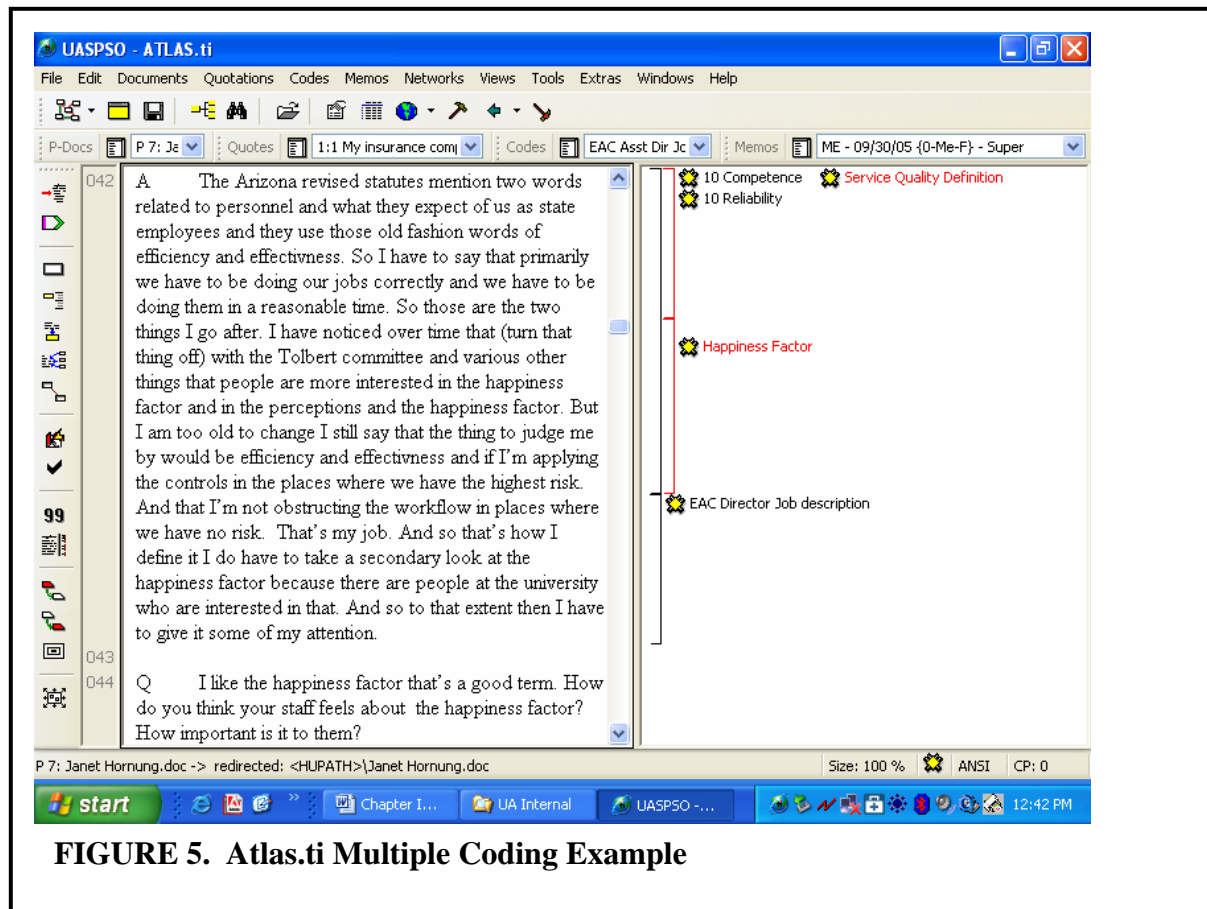 UASPSO - ATLAS.ti
File Edit Documents Quotations Codes Memos Networks Views Tools Extras Windows Help
P-Docs P 7: Ja Quotes 1:1 My insurance comp Codes EAC Asst Dir Jc Memos ME - 09/30/05 {0-Me-F} - Super
042 A The Arizona revised statutes mention two words
related to personnel and what they expect of us as state
employees and they use those old fashion words of
efficiency and effectivness. So I have to say that primarily
we have to be doing our jobs correctly and we have to be
doing them in a reasonable time. So those are the two
things I go after. I have noticed over time that (turn that
thing off) with the Tolbert committee and various other
things that people are more interested in the happiness
factor and in the perceptions and the happiness factor. But
I am too old to change I still say that the thing to judge me
by would be efficiency and effectivness and if I'm applying
the controls in the places where we have the highest risk.
And that I'm not obstructing the workflow in places where
we have no risk. That's my job. And so that's how I
define it I do have to take a secondary look at the
happiness factor because there are people at the university
who are interested in that. And so to that extent then I have
to give it some of my attention.
043
044 Q I like the happiness factor that's a good term. How
do you think your staff feels about the happiness factor?
How important is it to them?
10 Competence Service Quality Definition
10 Reliability
Happiness Factor
EAC Director Job description
99
P 7: Janet Hornung.doc -> redirected: <HUPATH>\Janet Hornung.doc Size: 100 % ANSI CP: 0
start Chapter I... UA Internal UASPSO -... 12:42 PM
FIGURE 5. Atlas.ti Multiple Coding Example